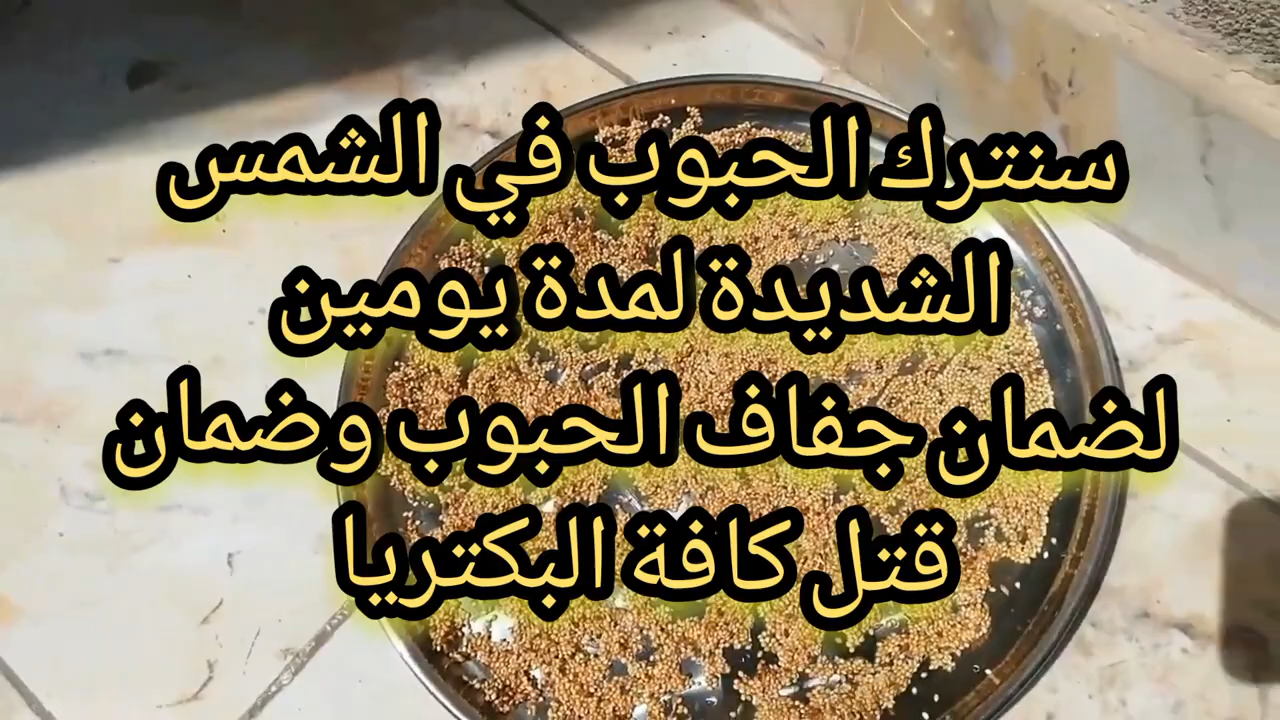 سنترك الحبوب في الشمس
الشديدة لمدة يومين
لضمان جفاف الحبوب وضمان
قتل كافة البكتريا